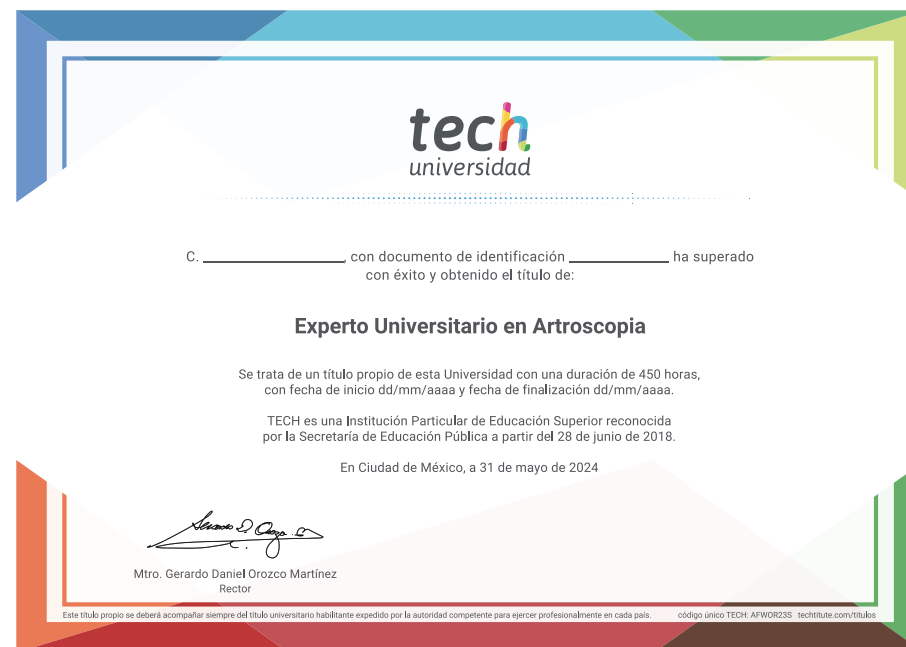 tech
universidad
C. ____________________, con documento de identificación ______________ ha superado
con éxito y obtenido el título de:
Experto Universitario en Artroscopia
Se trata de un título propio de esta Universidad con una duración de 450 horas,
con fecha de inicio dd/mm/aaaa y fecha de finalización dd/mm/aaaa.
TECH es una Institución Particular de Educación Superior reconocida
por la Secretaría de Educación Pública a partir del 28 de junio de 2018.
En Ciudad de México, a 31 de mayo de 2024
Mtro. Gerardo Daniel Orozco Martínez
Rector
Este título propio se deberá acompañar siempre del título universitario habilitante expedido por la autoridad competente para ejercer profesionalmente en cada país. código único TECH: AFWOR23S techtitute.com/titulos